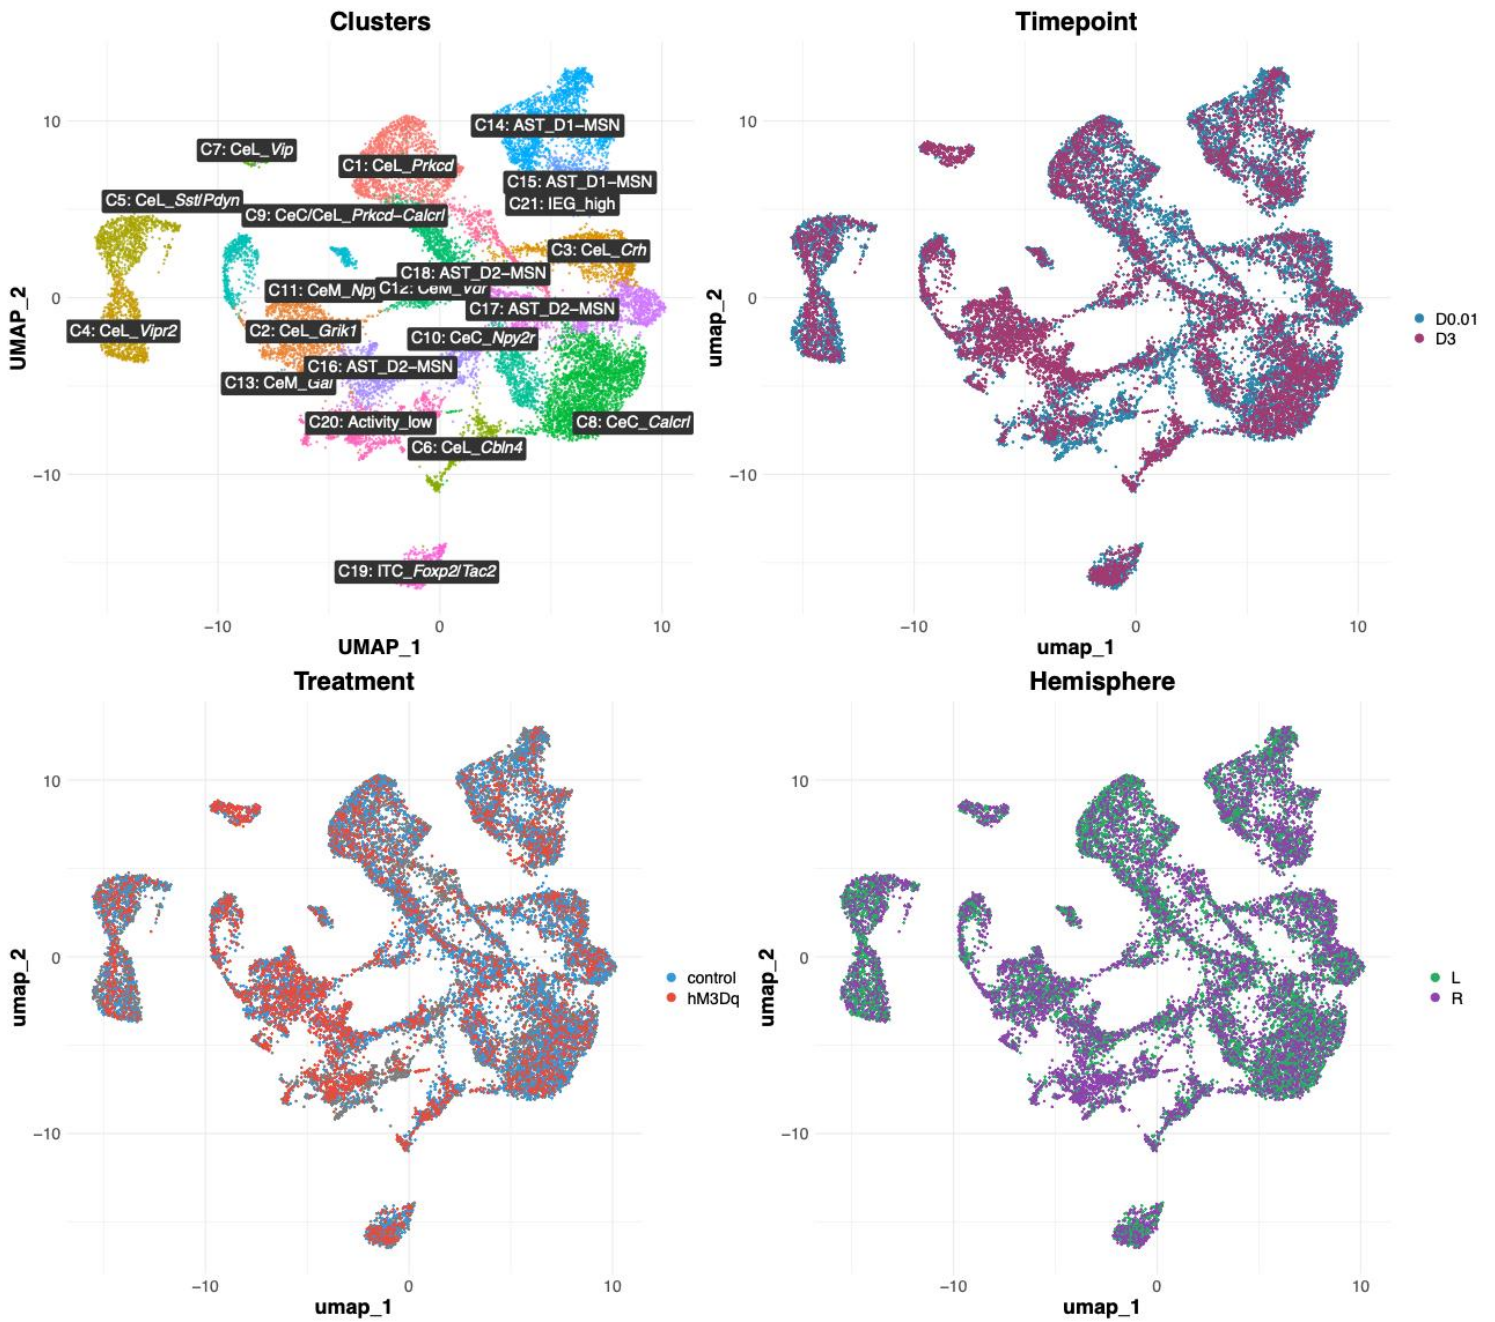 Clusters
C14: AST_D1−MSN
10
C7: CeL_Vip
C1: CeL_Prkcd
C15: AST_D1−MSN
C5: CeL_Sst/Pdyn
C21: IEG_high
C9: CeC/CeL_Prkcd−Calcrl
C3: CeL_Crh
C18: AST_D2−MSN
C11: CeM_Npy
C12: CeM_Vdr
0
C17: AST_D2−MSN
C4: CeL_Vipr2
C2: CeL_Grik1
C10: CeC_Npy2r
C16: AST_D2−MSN
C13: CeM_Gal
C20: Activity_low
C8: CeC_Calcrl
C6: CeL_Cbln4
−10
C19: ITC_Foxp2/Tac2
UMAP_2
−10
0
10
UMAP_1
Timepoint
10
0
−10
umap_2
−10
0
10
umap_1
D0.01
D3
Treatment
10
0
−10
umap_2
−10
0
10
umap_1
control
hM3Dq
Hemisphere
10
0
−10
umap_2
−10
0
10
umap_1
L
R